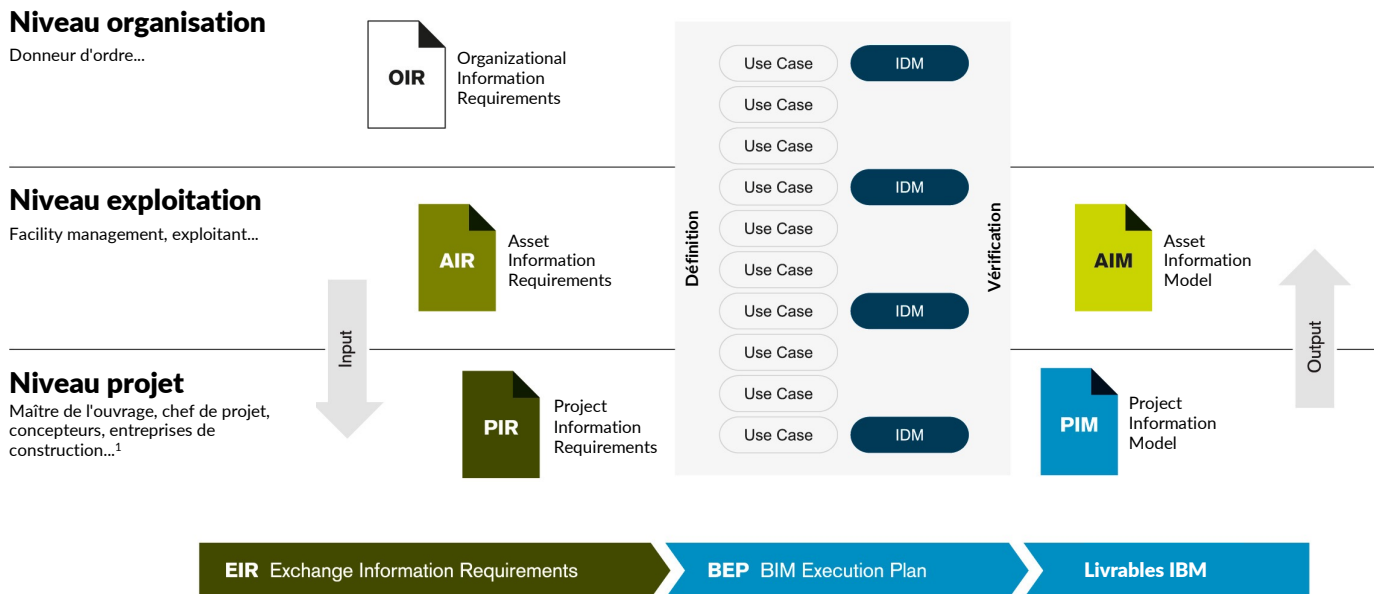 Niveau organisation
Donneur d'ordre...
OIR
Organizational
Information
Requirements
Niveau exploitation
Facility management, exploitant...
AIR
Asset
Information
Requirements
Input
Niveau projet
Maître de l'ouvrage, chef de projet,
concepteurs, entreprises de
construction...¹
PIR
Project
Information
Requirements
Définition
Use Case IDM
Use Case
Use Case
Use Case IDM
Use Case
Use Case
Use Case IDM
Use Case
Use Case
Use Case IDM
Vérification
AIM
Asset
Information
Model
PIM
Project
Information
Model
Output
EIR Exchange Information Requirements
BEP BIM Execution Plan
Livrables IBM